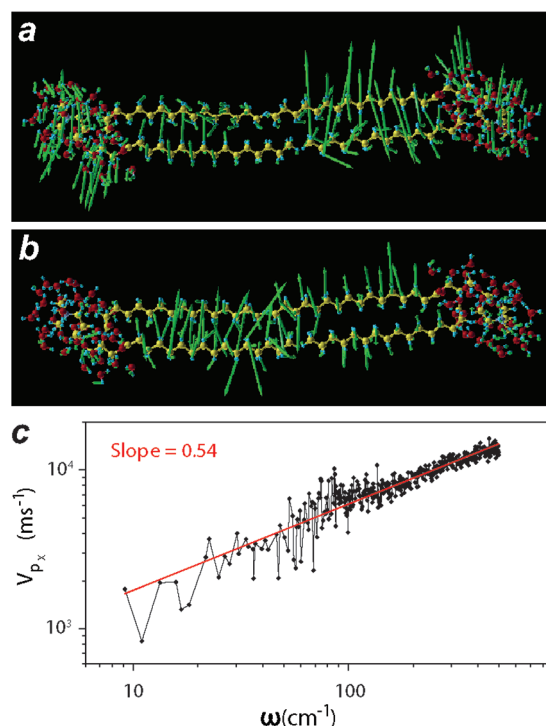 a
b
c
Slope = 0.54
10⁴
10³
V_pₓ (ms⁻¹)
10
100
ω(cm⁻¹)